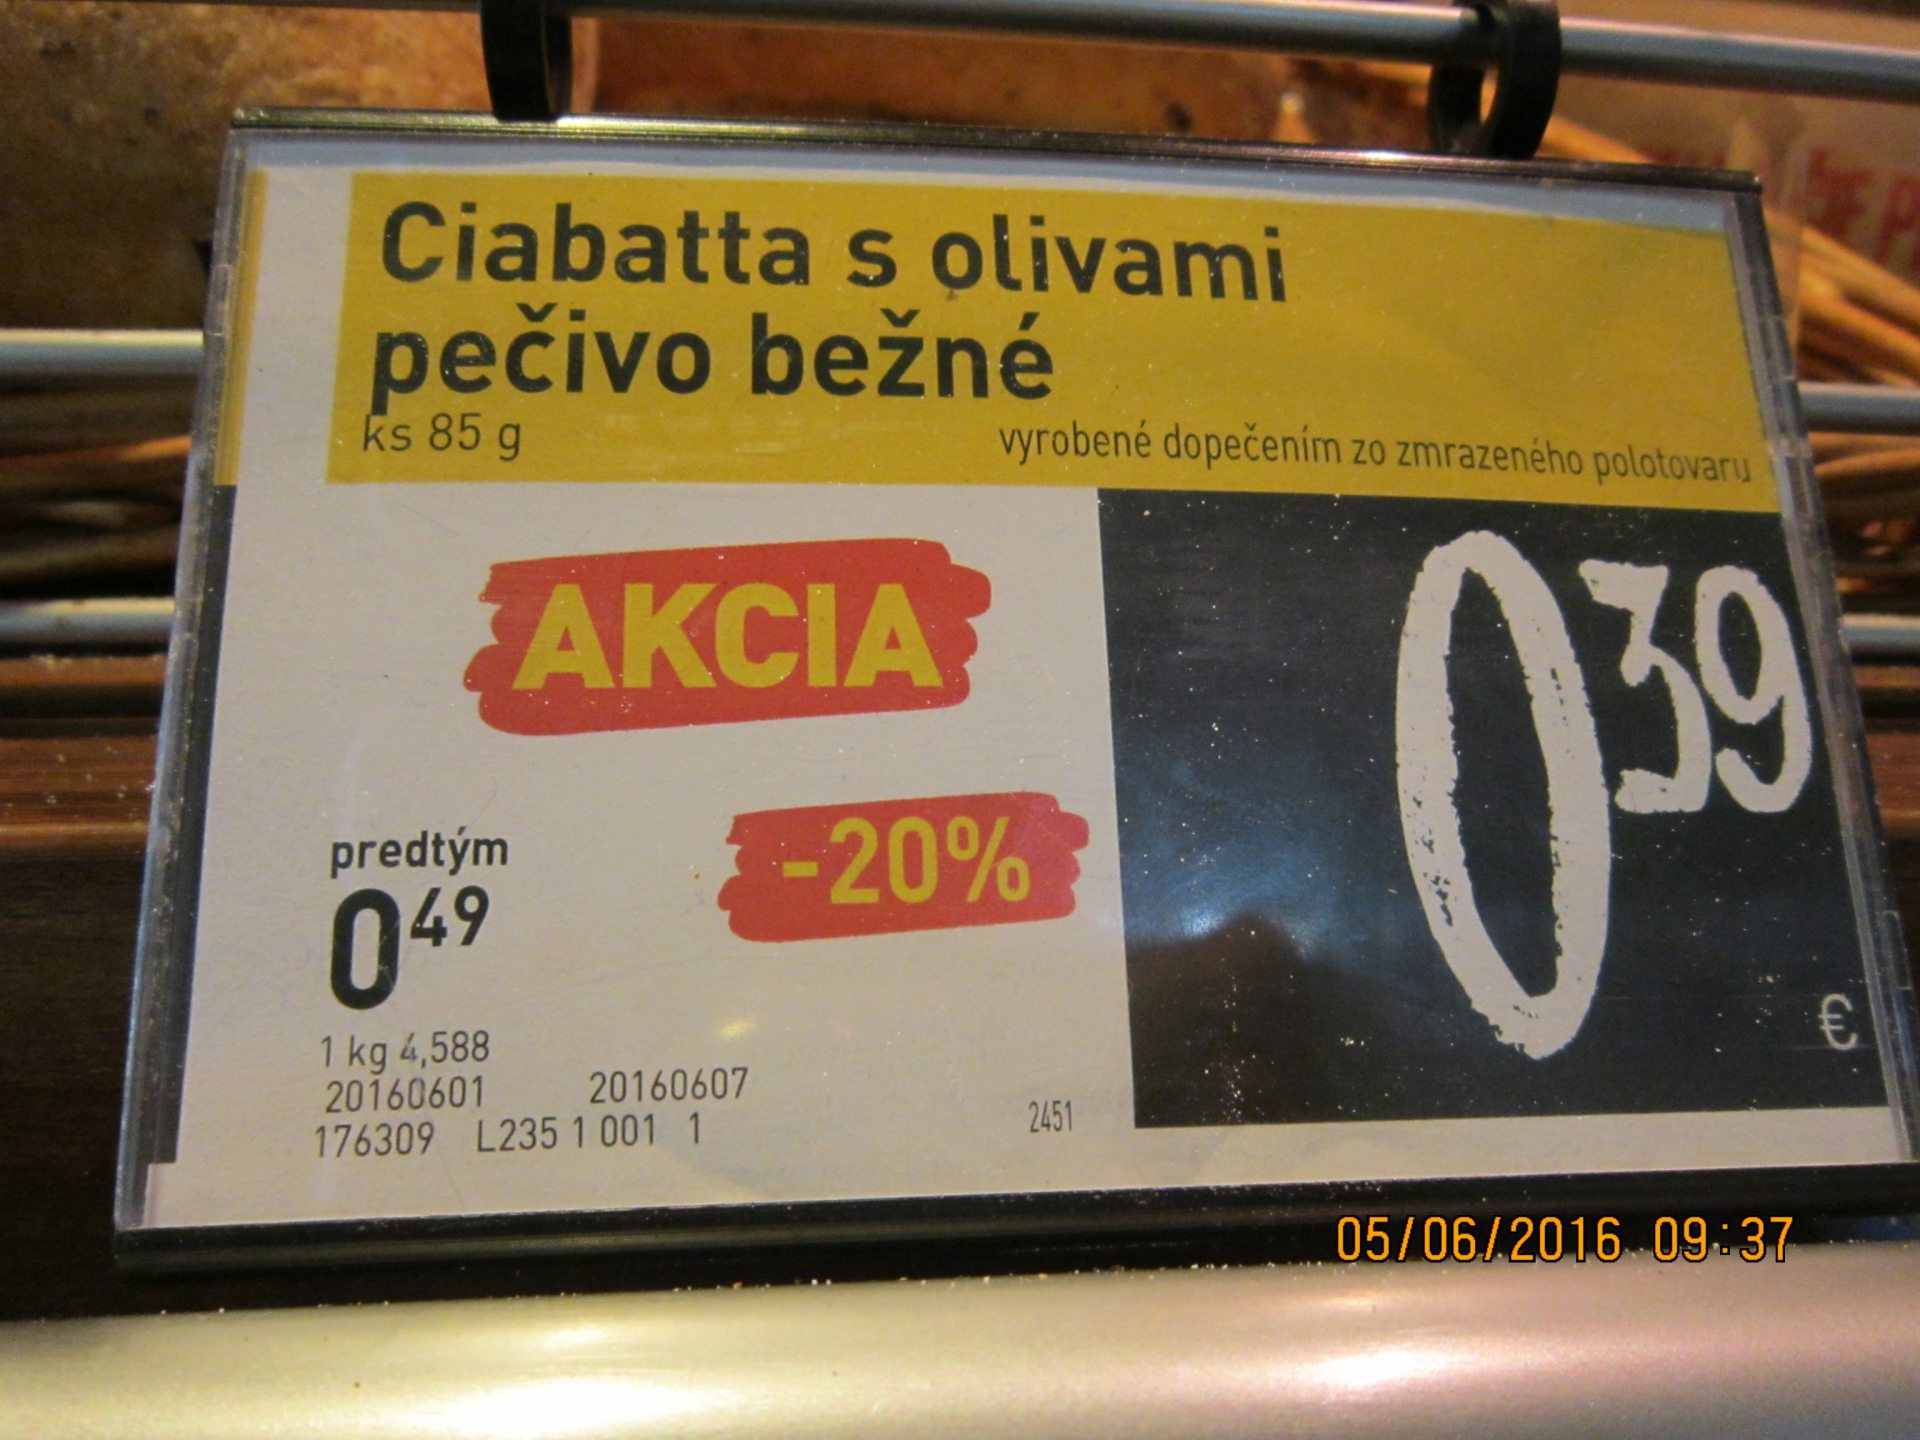 Ciabatta s olivami
pečivo bežné
ks 85 g
vyrobené dopečením zo zmrazeného polotovaru
AKCIA
0 39
€
predtým
0 49
-20%
1 kg 4,588
20160601 20160607
176309 L235 1 001 1
2451
05/06/2016 09:37